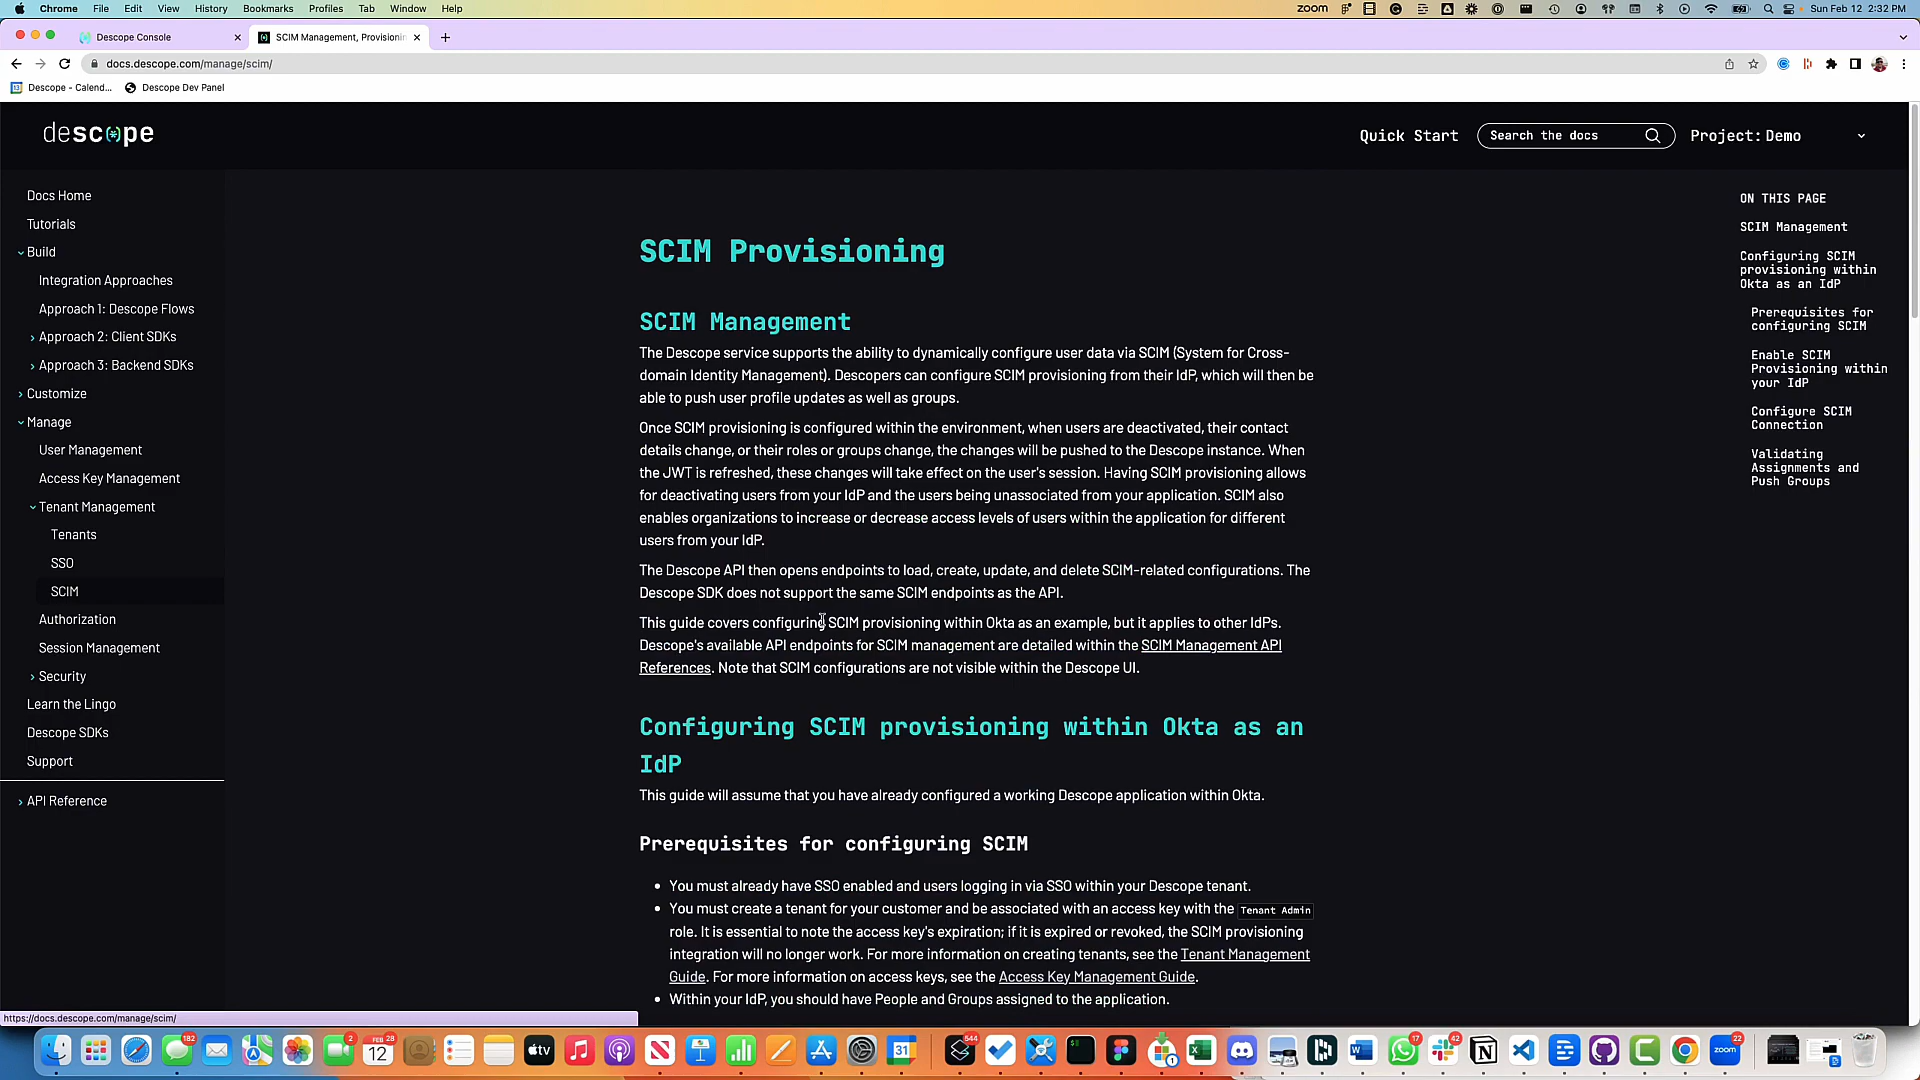 Chrome File Edit View History Bookmarks Profiles Tab Window Help
zoom
Sun Feb 12 2:32 PM
Descope Console
SCIM Management, Provisionin
docs.descope.com/manage/scim/
Descope - Calend...
Descope Dev Panel
descope
Quick Start
Search the docs
Project: Demo
Docs Home
Tutorials
Build
Integration Approaches
Approach 1: Descope Flows
Approach 2: Client SDKs
Approach 3: Backend SDKs
Customize
Manage
User Management
Access Key Management
Tenant Management
Tenants
SSO
SCIM
Authorization
Session Management
Security
Learn the Lingo
Descope SDKs
Support
API Reference
SCIM Provisioning
SCIM Management
The Descope service supports the ability to dynamically configure user data via SCIM (System for Cross-
domain Identity Management). Descopers can configure SCIM provisioning from their IdP, which will then be
able to push user profile updates as well as groups.
Once SCIM provisioning is configured within the environment, when users are deactivated, their contact
details change, or their roles or groups change, the changes will be pushed to the Descope instance. When
the JWT is refreshed, these changes will take effect on the user's session. Having SCIM provisioning allows
for deactivating users from your IdP and the users being unassociated from your application. SCIM also
enables organizations to increase or decrease access levels of users within the application for different
users from your IdP.
The Descope API then opens endpoints to load, create, update, and delete SCIM-related configurations. The
Descope SDK does not support the same SCIM endpoints as the API.
This guide covers configuring SCIM provisioning within Okta as an example, but it applies to other IdPs.
Descope's available API endpoints for SCIM management are detailed within the SCIM Management API
References. Note that SCIM configurations are not visible within the Descope UI.
Configuring SCIM provisioning within Okta as an
IdP
This guide will assume that you have already configured a working Descope application within Okta.
Prerequisites for configuring SCIM
• You must already have SSO enabled and users logging in via SSO within your Descope tenant.
• You must create a tenant for your customer and be associated with an access key with the Tenant Admin
role. It is essential to note the access key's expiration; if it is expired or revoked, the SCIM provisioning
integration will no longer work. For more information on creating tenants, see the Tenant Management
Guide. For more information on access keys, see the Access Key Management Guide.
• Within your IdP, you should have People and Groups assigned to the application.
ON THIS PAGE
SCIM Management
Configuring SCIM
provisioning within
Okta as an IdP
Prerequisites for
configuring SCIM
Enable SCIM
Provisioning within
your IdP
Configure SCIM
Connection
Validating
Assignments and
Push Groups
https://docs.descope.com/manage/scim/
182
2
FEB
28
12
tv
31
644
1
17
42
zoom
22